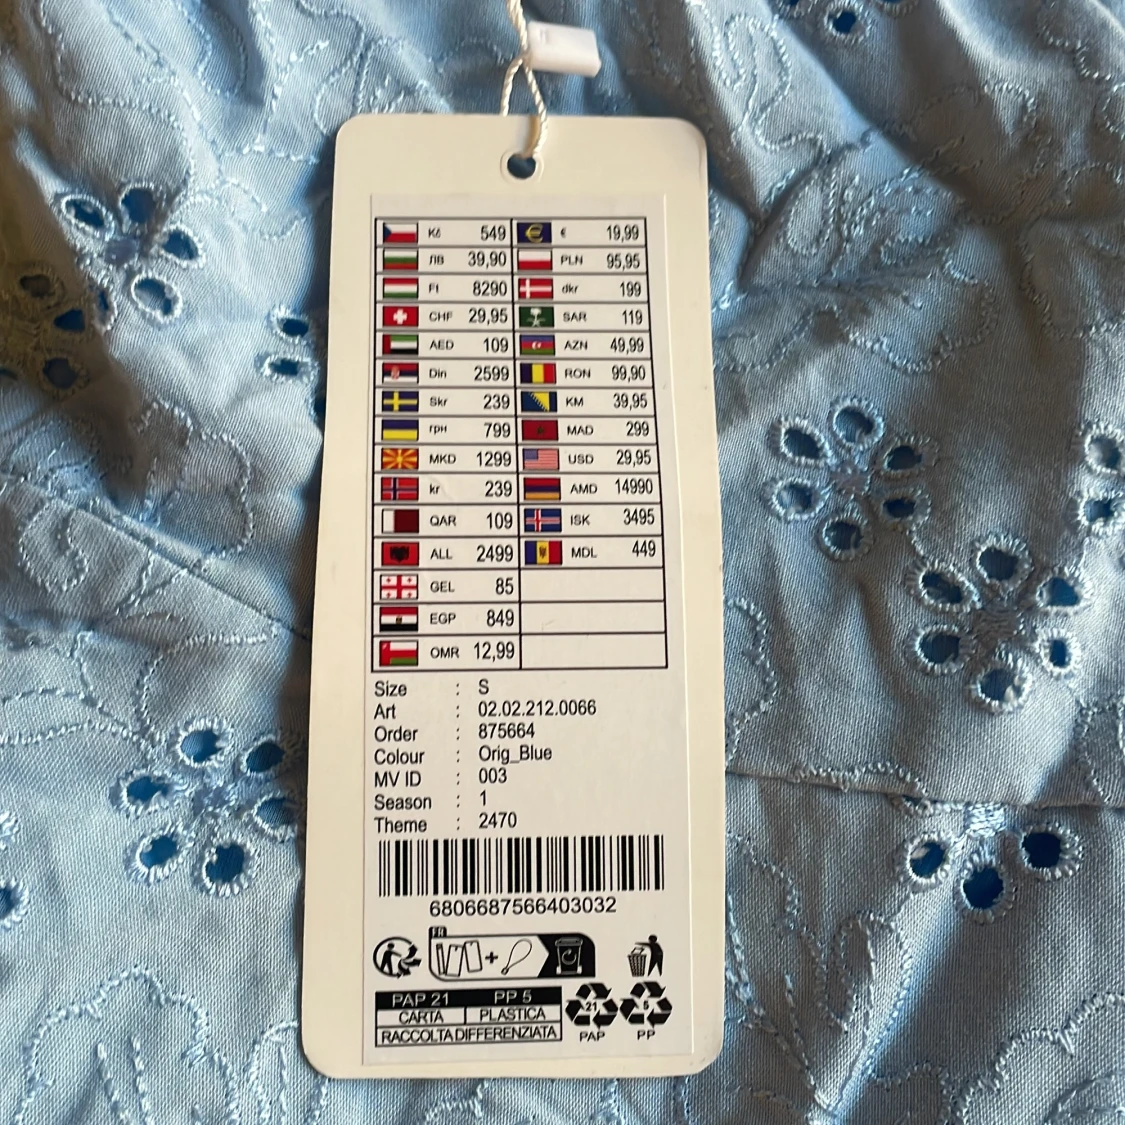 Kč 549 € 19,99
лв 39,90 PLN 95,95
Ft 8290 dkr 199
CHF 29,95 SAR 119
AED 109 AZN 49,99
Din 2599 RON 99,90
Skr 239 KM 39,95
грн 799 MAD 299
MKD 1299 USD 29,95
kr 239 AMD 14990
QAR 109 ISK 3495
ALL 2499 MDL 449
GEL 85
EGP 849
OMR 12,99
Size : S
Art : 02.02.212.0066
Order : 875664
Colour : Orig_Blue
MV ID : 003
Season : 1
Theme : 2470
6806687566403032
FR
+
PAP 21 PP 5
CARTA PLASTICA
RACCOLTA DIFFERENZIATA
21 5
PAP PP